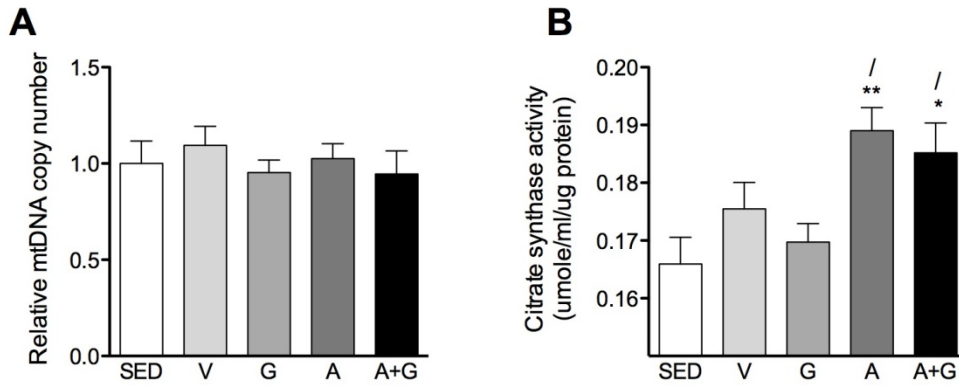 A
Relative mtDNA copy number
1.5
1.0
0.5
0.0
SED V G A A+G
B
Citrate synthase activity
(umole/ml/ug protein)
0.20
0.19
0.18
0.17
0.16
/
**
/
*
SED V G A A+G